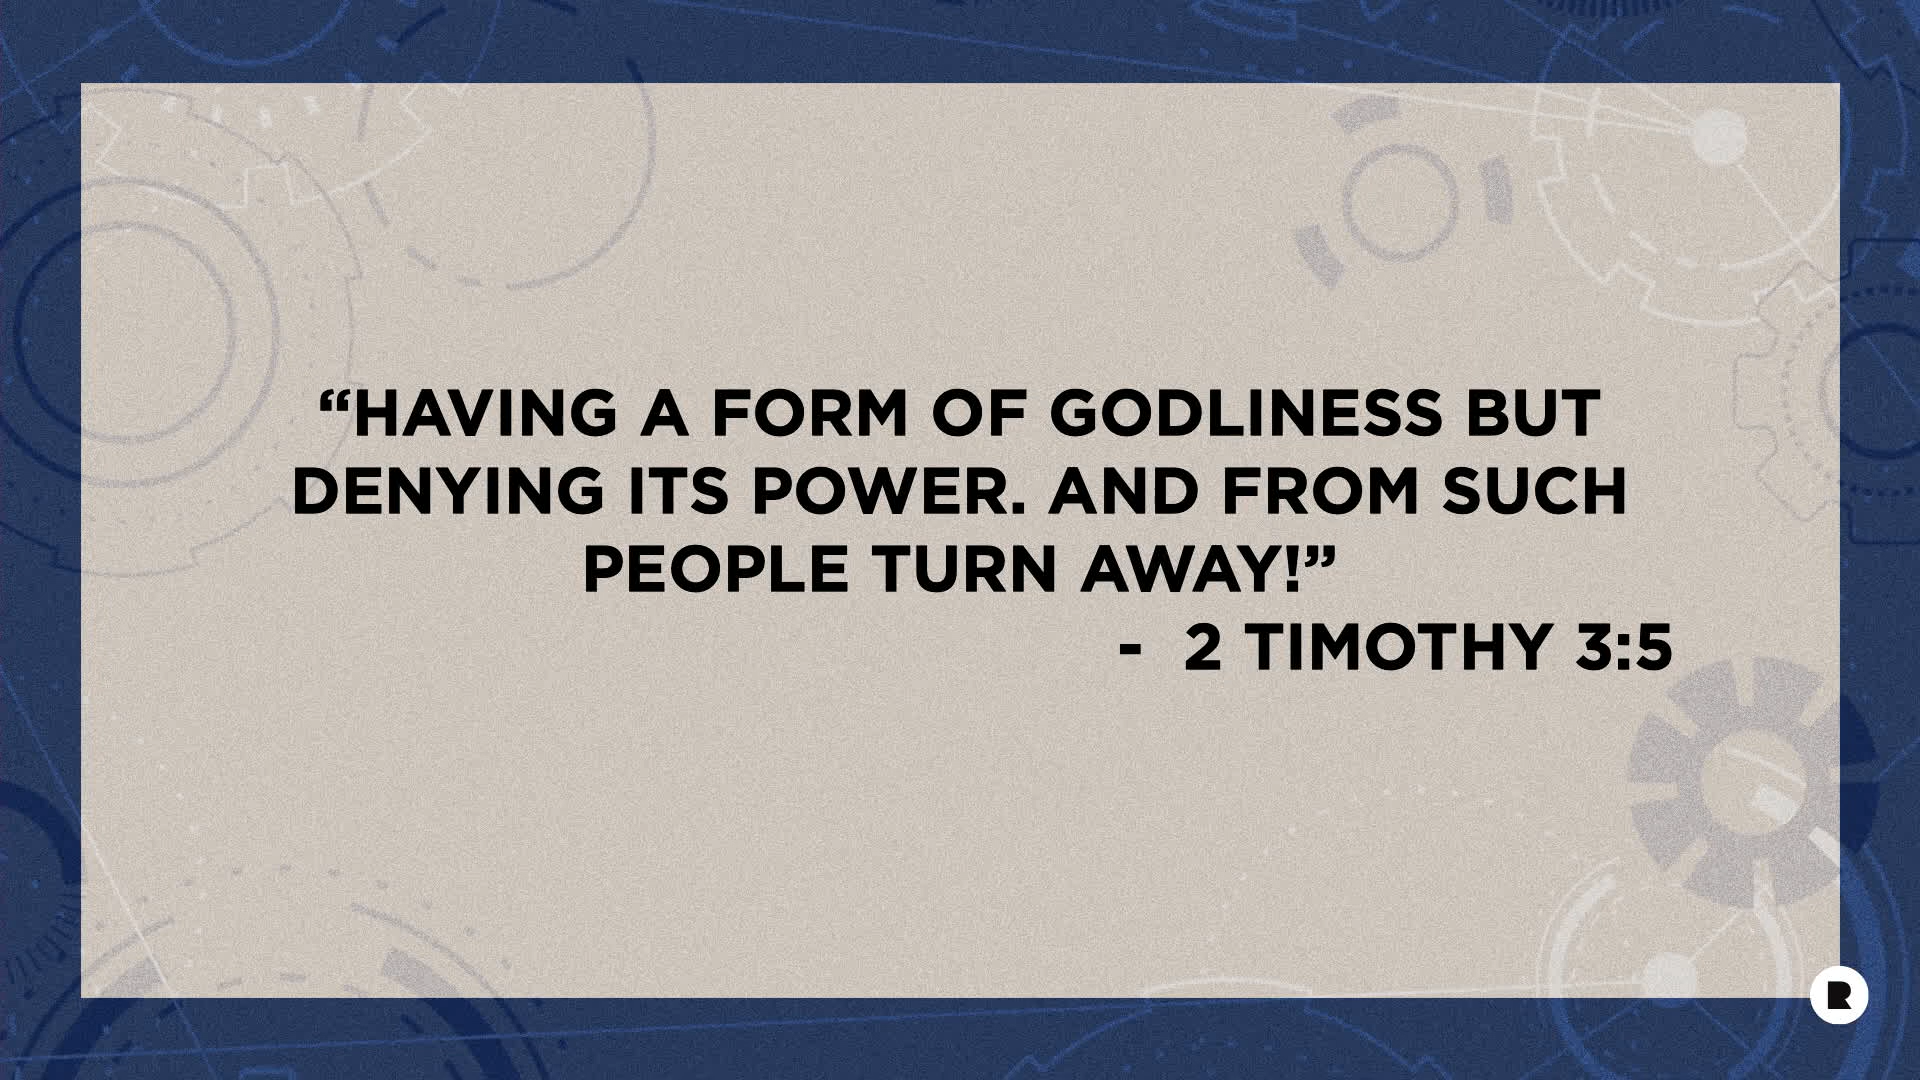 “HAVING A FORM OF GODLINESS BUT
DENYING ITS POWER. AND FROM SUCH
PEOPLE TURN AWAY!”
- 2 TIMOTHY 3:5
R